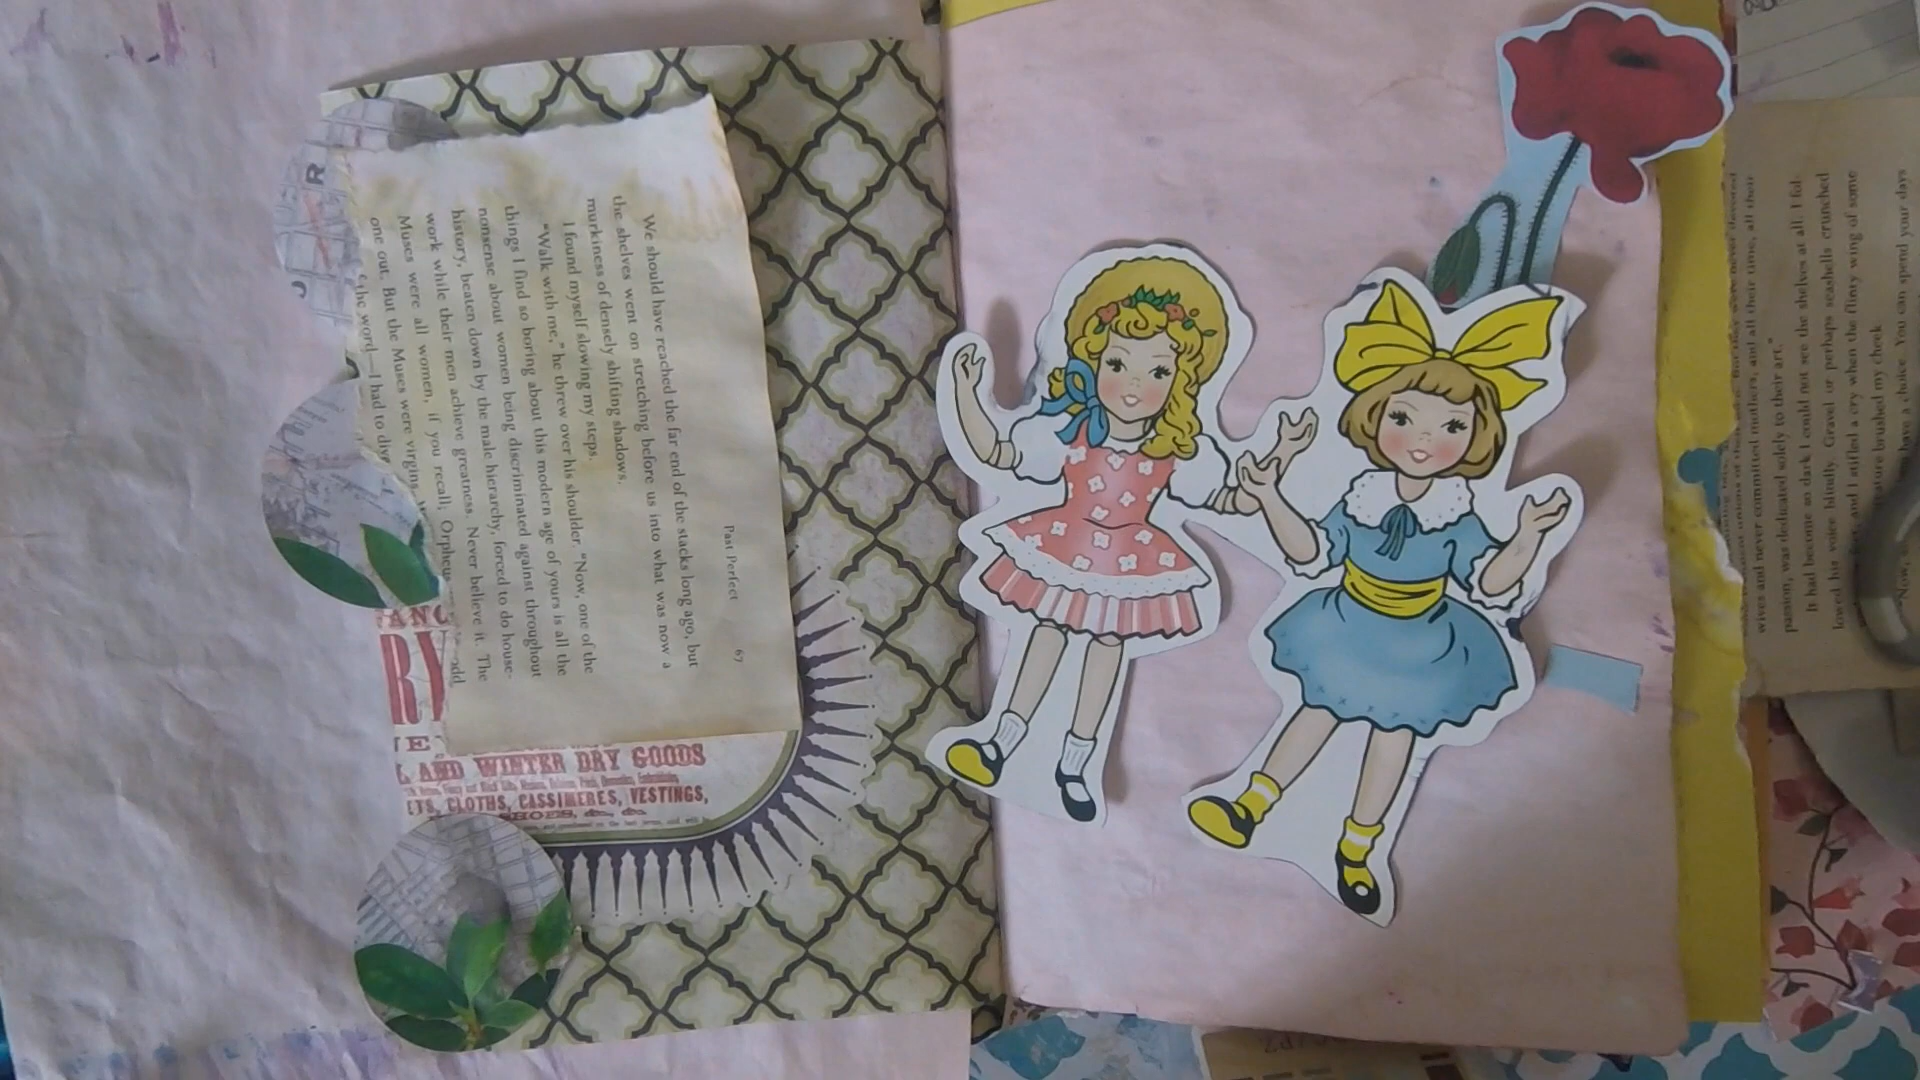 Past Perfect
67
We should have reached the far end of the stacks long ago, but
the shelves went on stretching before us into what was now a
murkiness of densely shifting shadows.
I found myself slowing my steps.
"Walk with me," he threw over his shoulder. "Now, one of the
things I find so boring about this modern age of yours is all the
nonsense about women being discriminated against throughout
history, beaten down by the male hierarchy, forced to do house-
work while their men achieve greatness. Never believe it. The
Muses were all women, if you recall; Orpheus
one out. But the Muses were virgins.
the word—I had to
ANC
RY
L AND WINTER DRY GOODS
ETS, CLOTHS, CASSIMERES, VESTINGS,
SHOES, &c, &c.
R
wives and never committed mothers, and all their time, all their
passion, was dedicated solely to their art."
It had become so dark I could not see the shelves at all. I fol-
lowed his voice blindly. Gravel or perhaps seashells crunched
and I stifled a cry when the flinty wing of some
ature brushed my cheek
have a choice. You can spend your days